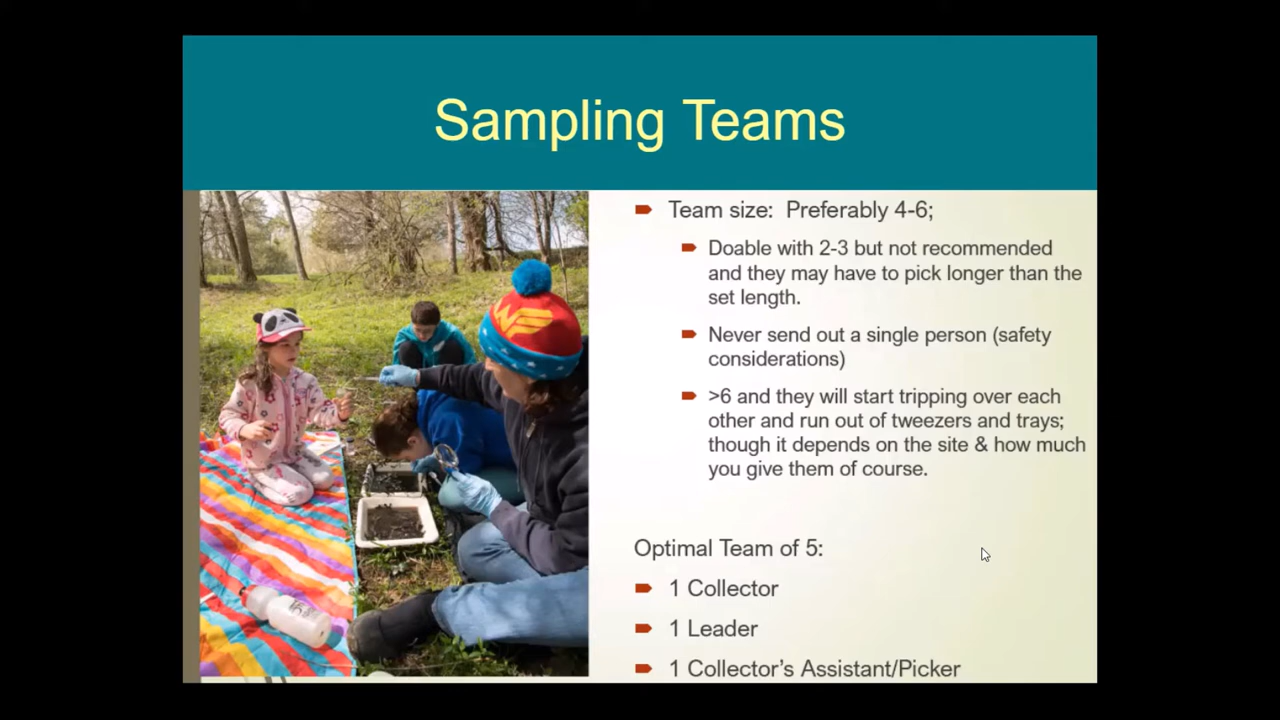 Sampling Teams
Team size: Preferably 4-6;
Doable with 2-3 but not recommended
and they may have to pick longer than the
set length.
Never send out a single person (safety
considerations)
>6 and they will start tripping over each
other and run out of tweezers and trays;
though it depends on the site & how much
you give them of course.
Optimal Team of 5:
1 Collector
1 Leader
1 Collector's Assistant/Picker